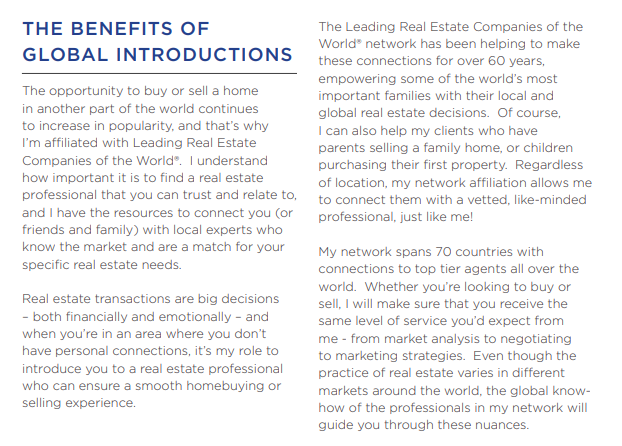 THE BENEFITS OF
GLOBAL INTRODUCTIONS
The opportunity to buy or sell a home
in another part of the world continues
to increase in popularity, and that's why
I'm affiliated with Leading Real Estate
Companies of the World®.  I understand
how important it is to find a real estate
professional that you can trust and relate to,
and I have the resources to connect you (or
friends and family) with local experts who
know the market and are a match for your
specific real estate needs.
Real estate transactions are big decisions
– both financially and emotionally – and
when you're in an area where you don't
have personal connections, it's my role to
introduce you to a real estate professional
who can ensure a smooth homebuying or
selling experience.
The Leading Real Estate Companies of the
World® network has been helping to make
these connections for over 60 years,
empowering some of the world's most
important families with their local and
global real estate decisions.  Of course,
I can also help my clients who have
parents selling a family home, or children
purchasing their first property.  Regardless
of location, my network affiliation allows me
to connect them with a vetted, like-minded
professional, just like me!
My network spans 70 countries with
connections to top tier agents all over the
world.  Whether you're looking to buy or
sell, I will make sure that you receive the
same level of service you'd expect from
me - from market analysis to negotiating
to marketing strategies.  Even though the
practice of real estate varies in different
markets around the world, the global know-
how of the professionals in my network will
guide you through these nuances.